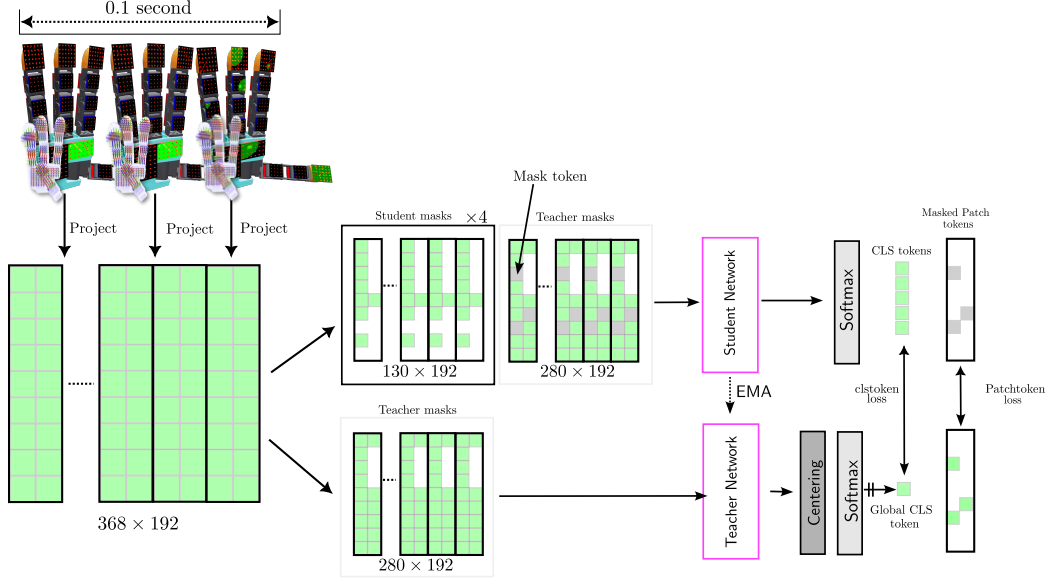 0.1 second
Project
Project
Project
368 × 192
Student masks
×4
130 × 192
Mask token
Teacher masks
280 × 192
Teacher masks
280 × 192
Student Network
EMA
Teacher Network
Softmax
CLS tokens
Masked Patch
tokens
clstoken
loss
Patchtoken
loss
Centering
Softmax
Global CLS
token